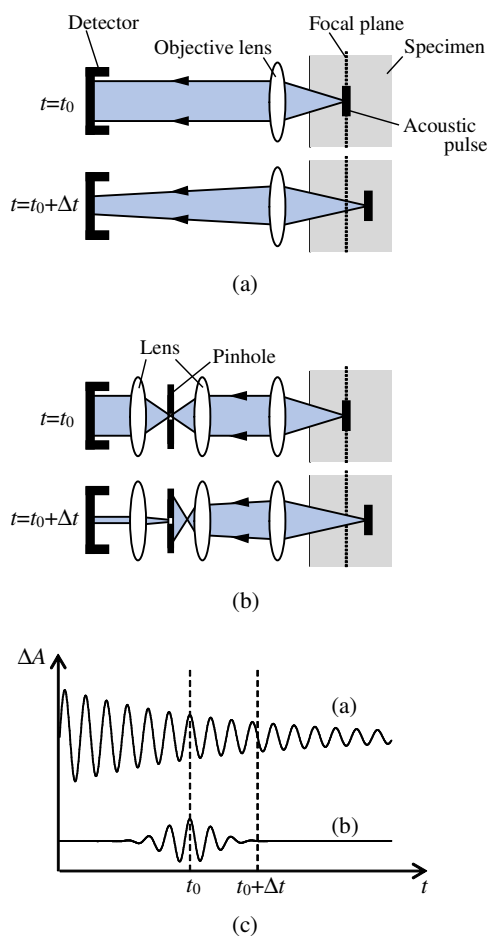 Detector
Objective lens
Focal plane
Specimen
t=t₀
Acoustic
pulse
t=t₀+Δt
(a)
Lens
Pinhole
t=t₀
t=t₀+Δt
(b)
ΔA
(a)
(b)
t₀
t₀+Δt
t
(c)